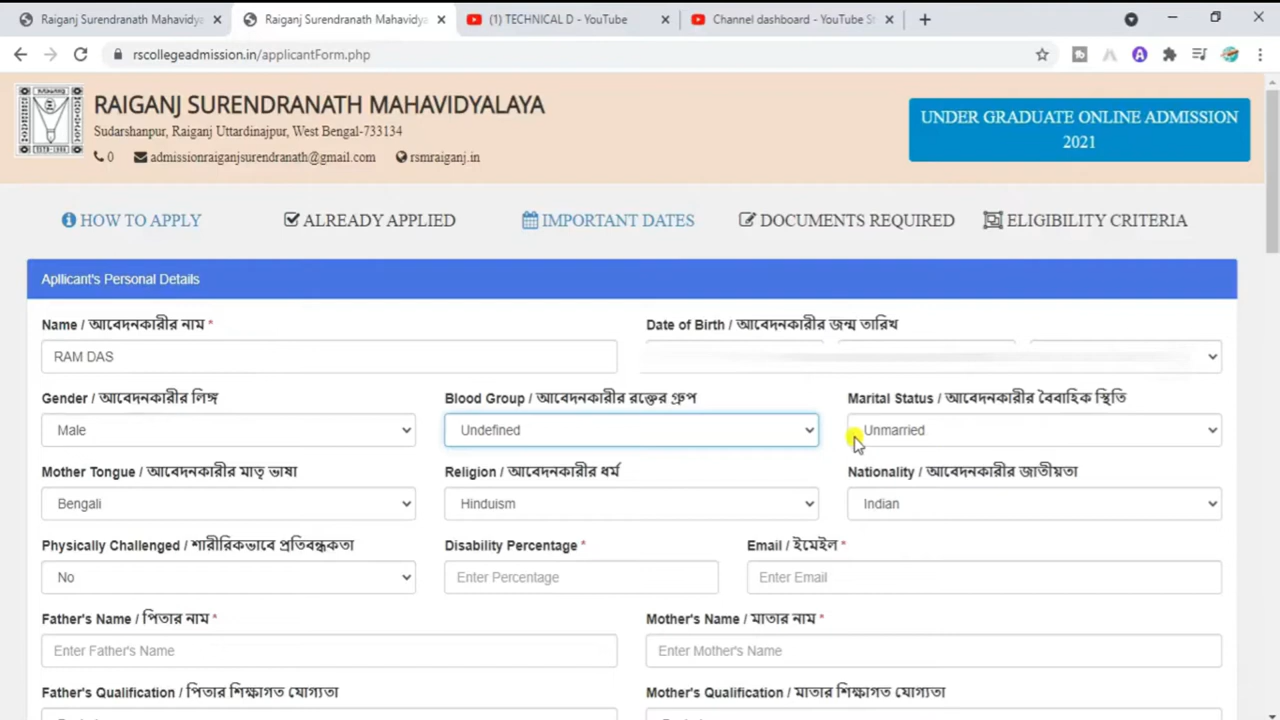 Raiganj Surendranath Mahavidya
Raiganj Surendranath Mahavidya
(1) TECHNICAL D - YouTube
Channel dashboard - YouTube St
rscollegeadmission.in/applicantForm.php
RAIGANJ SURENDRANATH MAHAVIDYALAYA
Sudarshanpur, Raiganj Uttardinajpur, West Bengal-733134
0 admissionraiganjsurendranath@gmail.com rsmraiganj.in
UNDER GRADUATE ONLINE ADMISSION
2021
HOW TO APPLY
ALREADY APPLIED
IMPORTANT DATES
DOCUMENTS REQUIRED
ELIGIBILITY CRITERIA
Apllicant's Personal Details
Name / আবেদনকারীর নাম *
Date of Birth / আবেদনকারীর জন্ম তারিখ
RAM DAS
Gender / আবেদনকারীর লিঙ্গ
Blood Group / আবেদনকারীর রক্তের গ্রুপ
Marital Status / আবেদনকারীর বৈবাহিক স্থিতি
Male
Undefined
Unmarried
Mother Tongue / আবেদনকারীর মাতৃ ভাষা
Religion / আবেদনকারীর ধর্ম
Nationality / আবেদনকারীর জাতীয়তা
Bengali
Hinduism
Indian
Physically Challenged / শারীরিকভাবে প্রতিবন্ধকতা
Disability Percentage *
Email / ইমেইল *
No
Enter Percentage
Enter Email
Father's Name / পিতার নাম *
Mother's Name / মাতার নাম *
Enter Father's Name
Enter Mother's Name
Father's Qualification / পিতার শিক্ষাগত যোগ্যতা
Mother's Qualification / মাতার শিক্ষাগত যোগ্যতা